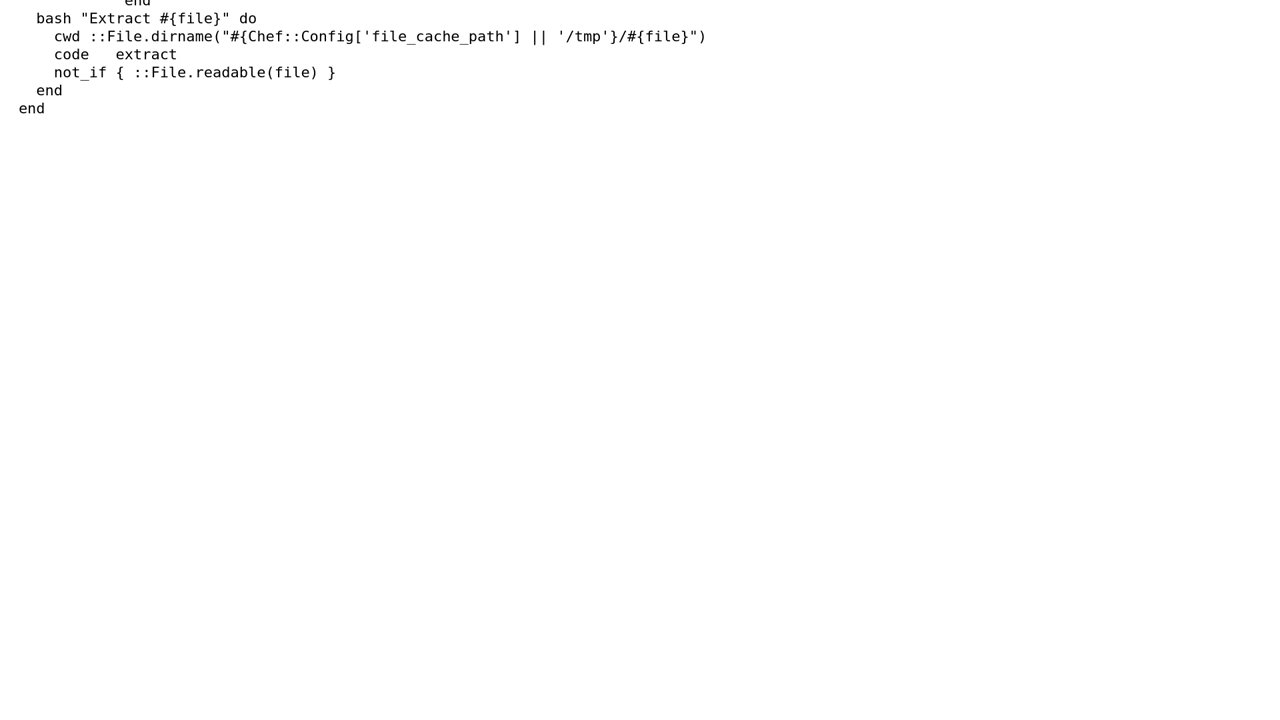 end
bash "Extract #{file}" do
cwd ::File.dirname("#{Chef::Config['file_cache_path'] || '/tmp'}/#{file}")
code   extract
not_if { ::File.readable(file) }
end
end